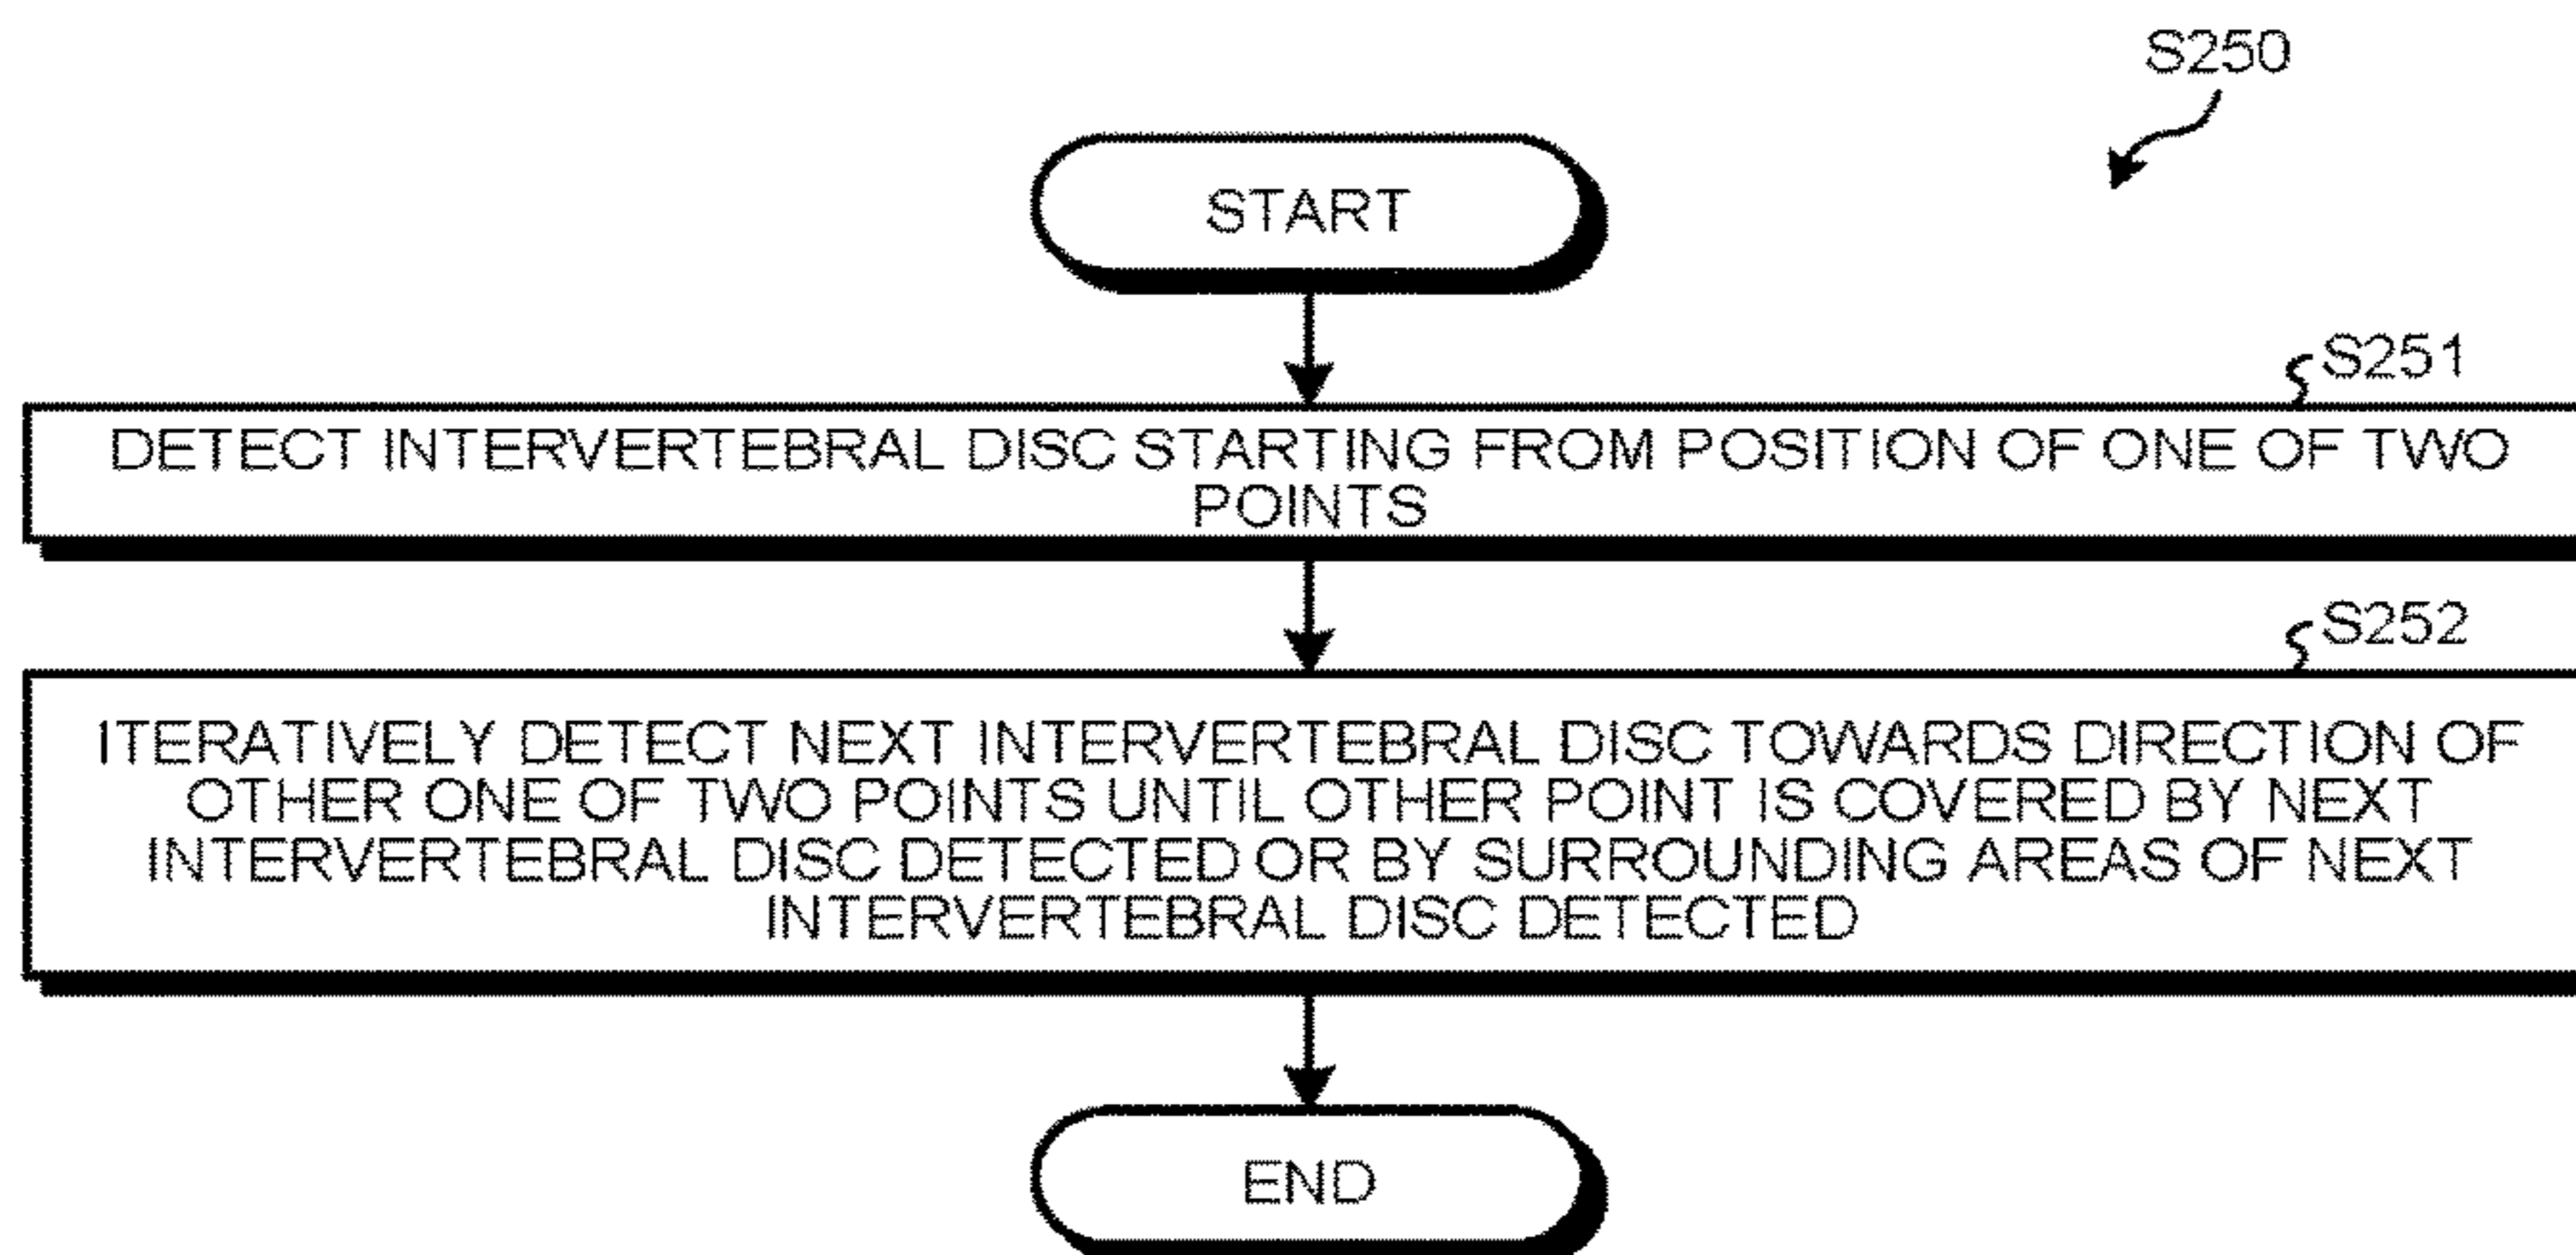 S250
START
S251
DETECT INTERVERTEBRAL DISC STARTING FROM POSITION OF ONE OF TWO
POINTS
S252
ITERATIVELY DETECT NEXT INTERVERTEBRAL DISC TOWARDS DIRECTION OF
OTHER ONE OF TWO POINTS UNTIL OTHER POINT IS COVERED BY NEXT
INTERVERTEBRAL DISC DETECTED OR BY SURROUNDING AREAS OF NEXT
INTERVERTEBRAL DISC DETECTED
END